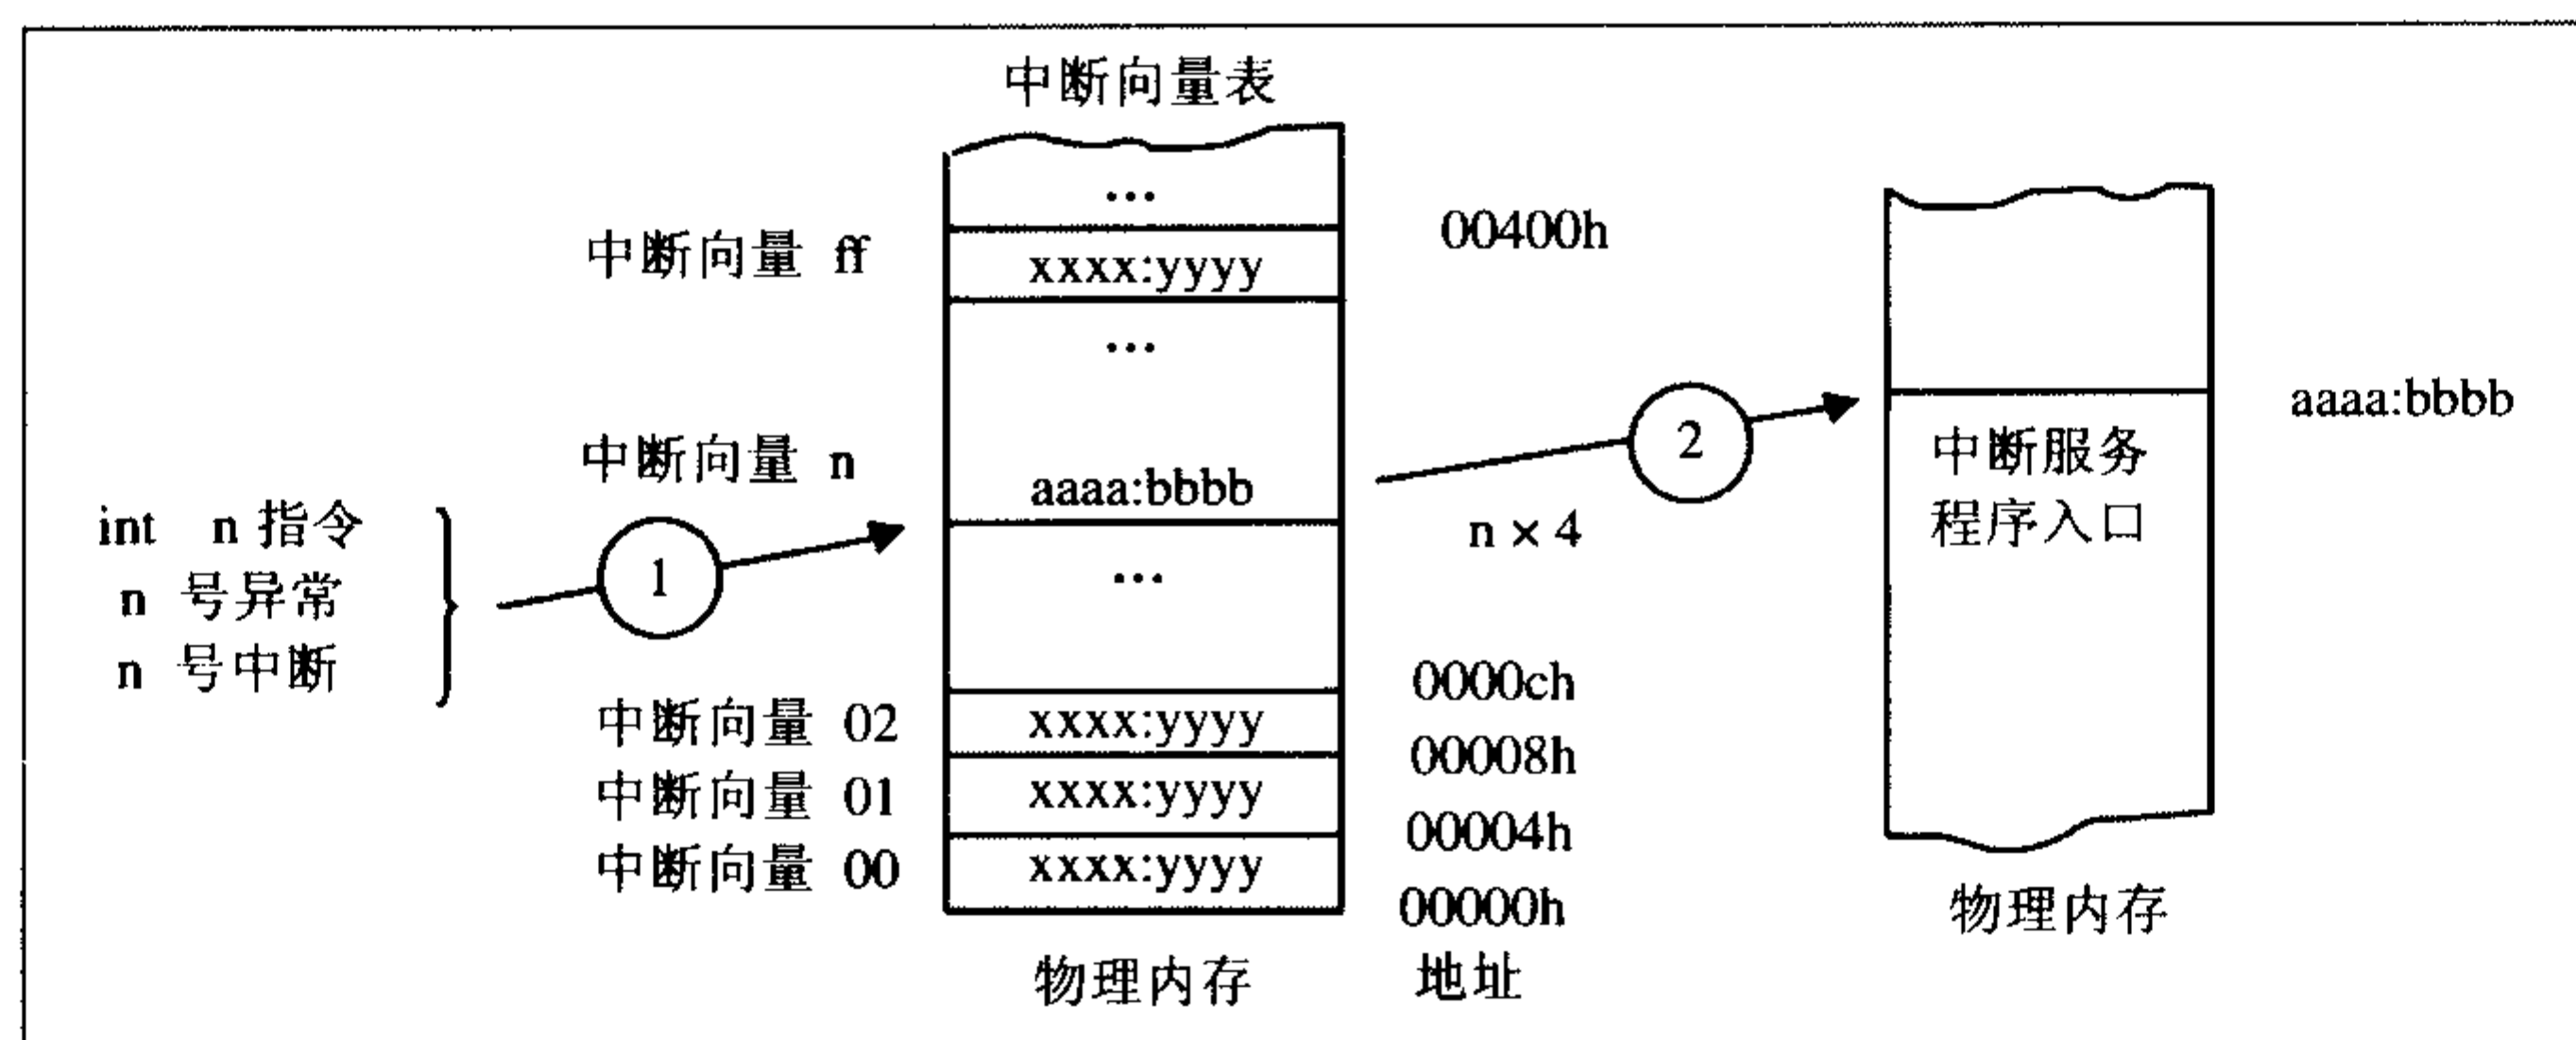 中断向量表
...
中断向量 ff
xxxx:yyyy
00400h
...
中断向量 n
aaaa:bbbb
int n 指令
n 号异常
n 号中断
1
2
n × 4
aaaa:bbbb
中断服务
程序入口
...
0000ch
中断向量 02
xxxx:yyyy
00008h
中断向量 01
xxxx:yyyy
00004h
中断向量 00
xxxx:yyyy
00000h
物理内存
地址
物理内存